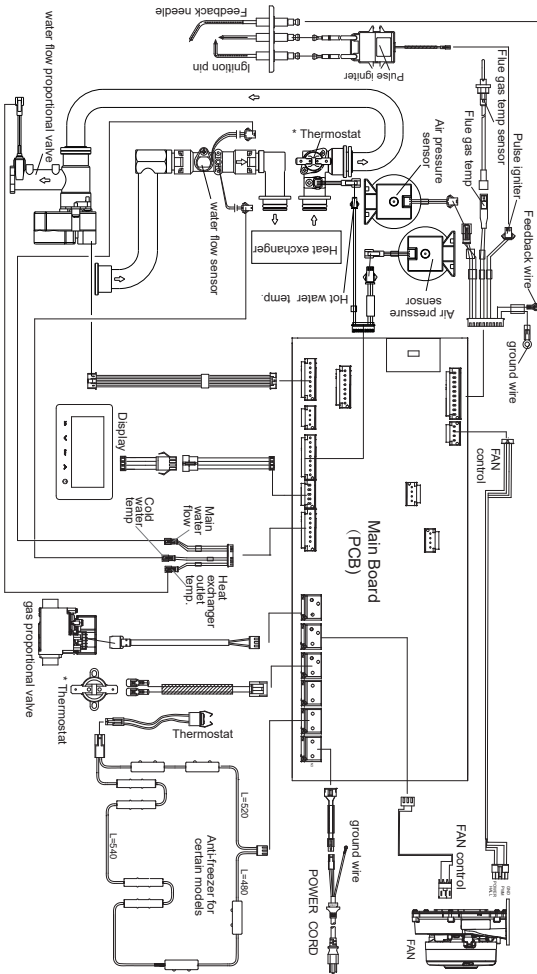 Feedback needle
Ignition pin
Pulse igniter
Flue gas temp sensor
Flue gas temp
Pulse igniter
Feedback wire
ground wire
Air pressure
sensor
Air pressure
sensor
* Thermostat
Hot water temp.
Heat exchanger
water flow sensor
water flow proportional valve
FAN
control
Main Board
(PCB)
Display
Main
water
flow
Cold
water
temp
Heat
exchanger
outlet
temp.
gas proportional valve
* Thermostat
Thermostat
L=520
L=480
L=540
Anti-freezer for
certain models
ground wire
POWER CORD
FAN control
FAN
GND
PWM
POWER